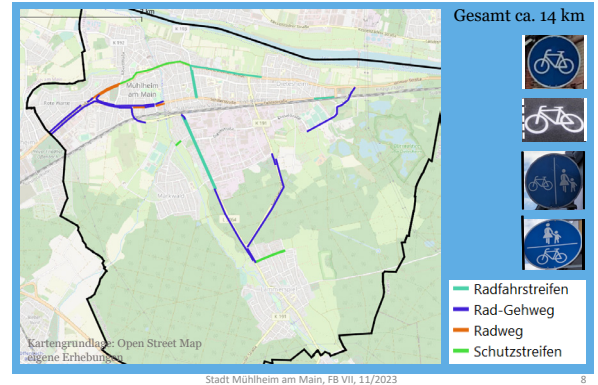 Gesamt ca. 14 km
Mühlheim
am Main
Radfahrstreifen
Rad-Gehweg
Radweg
Schutzstreifen
Kartengrundlage: Open Street Map
eigene Erhebungen
Stadt Mühlheim am Main, FB VII, 11/2023
8